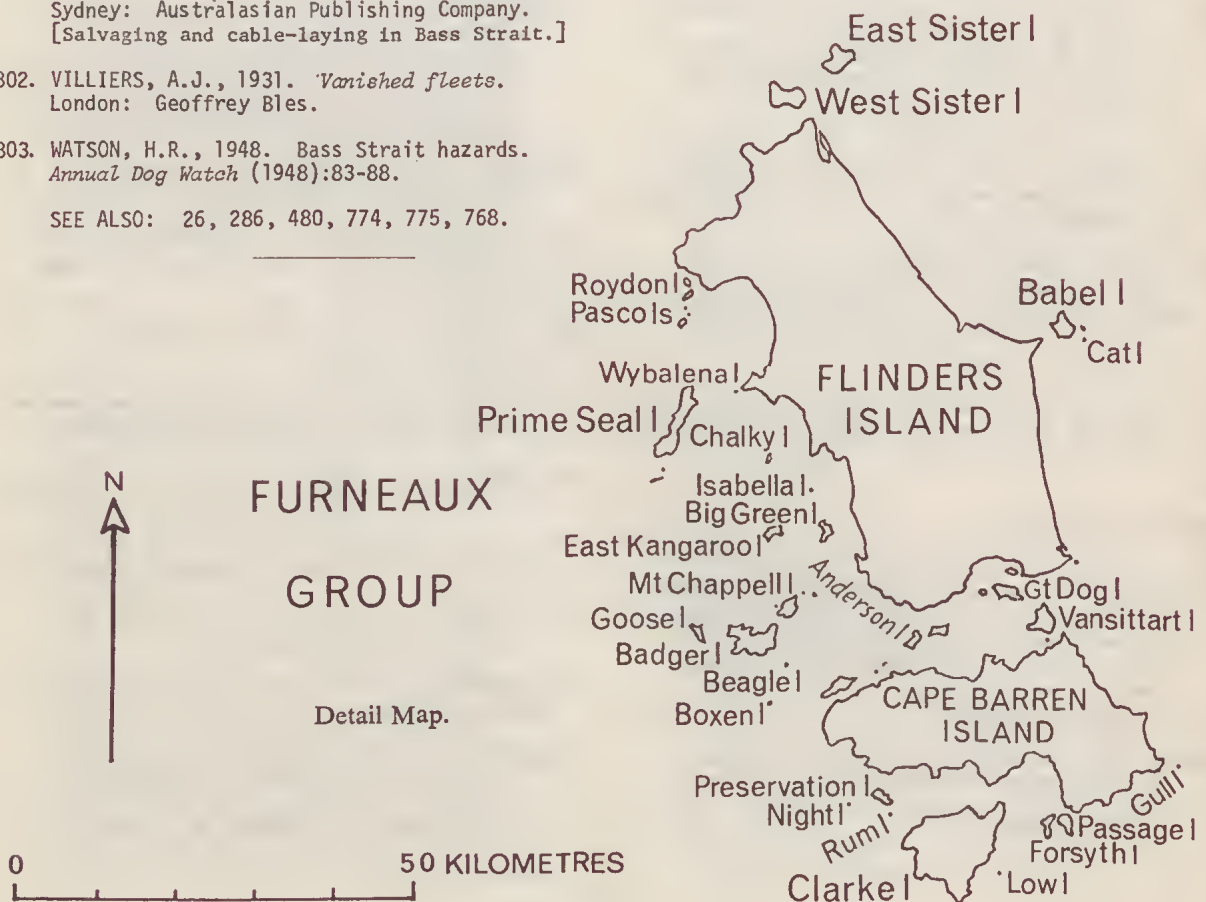 Sydney: Australasian Publishing Company.
[Salvaging and cable-laying in Bass Strait.]
802. VILLIERS, A.J., 1931. Vanished fleets.
London: Geoffrey Bles.
803. WATSON, H.R., 1948. Bass Strait hazards.
Annual Dog Watch (1948):83-88.
SEE ALSO: 26, 286, 480, 774, 775, 768.
East Sister I
West Sister I
Roydon I
Pasco Is
Babel I
Cat I
Wybalena I
FLINDERS
ISLAND
Prime Seal I
Chalky I
N
FURNEAUX
GROUP
Isabella I
Big Green I
East Kangaroo I
Mt Chappell I
Anderson I
Gt Dog I
Goose I
Vansittart I
Badger I
Beagle I
Boxen I
CAPE BARREN
ISLAND
Detail Map.
Preservation I
Night I
Rum I
Gull I
Passage I
Forsyth I
Clarke I
Low I
0 50 KILOMETRES